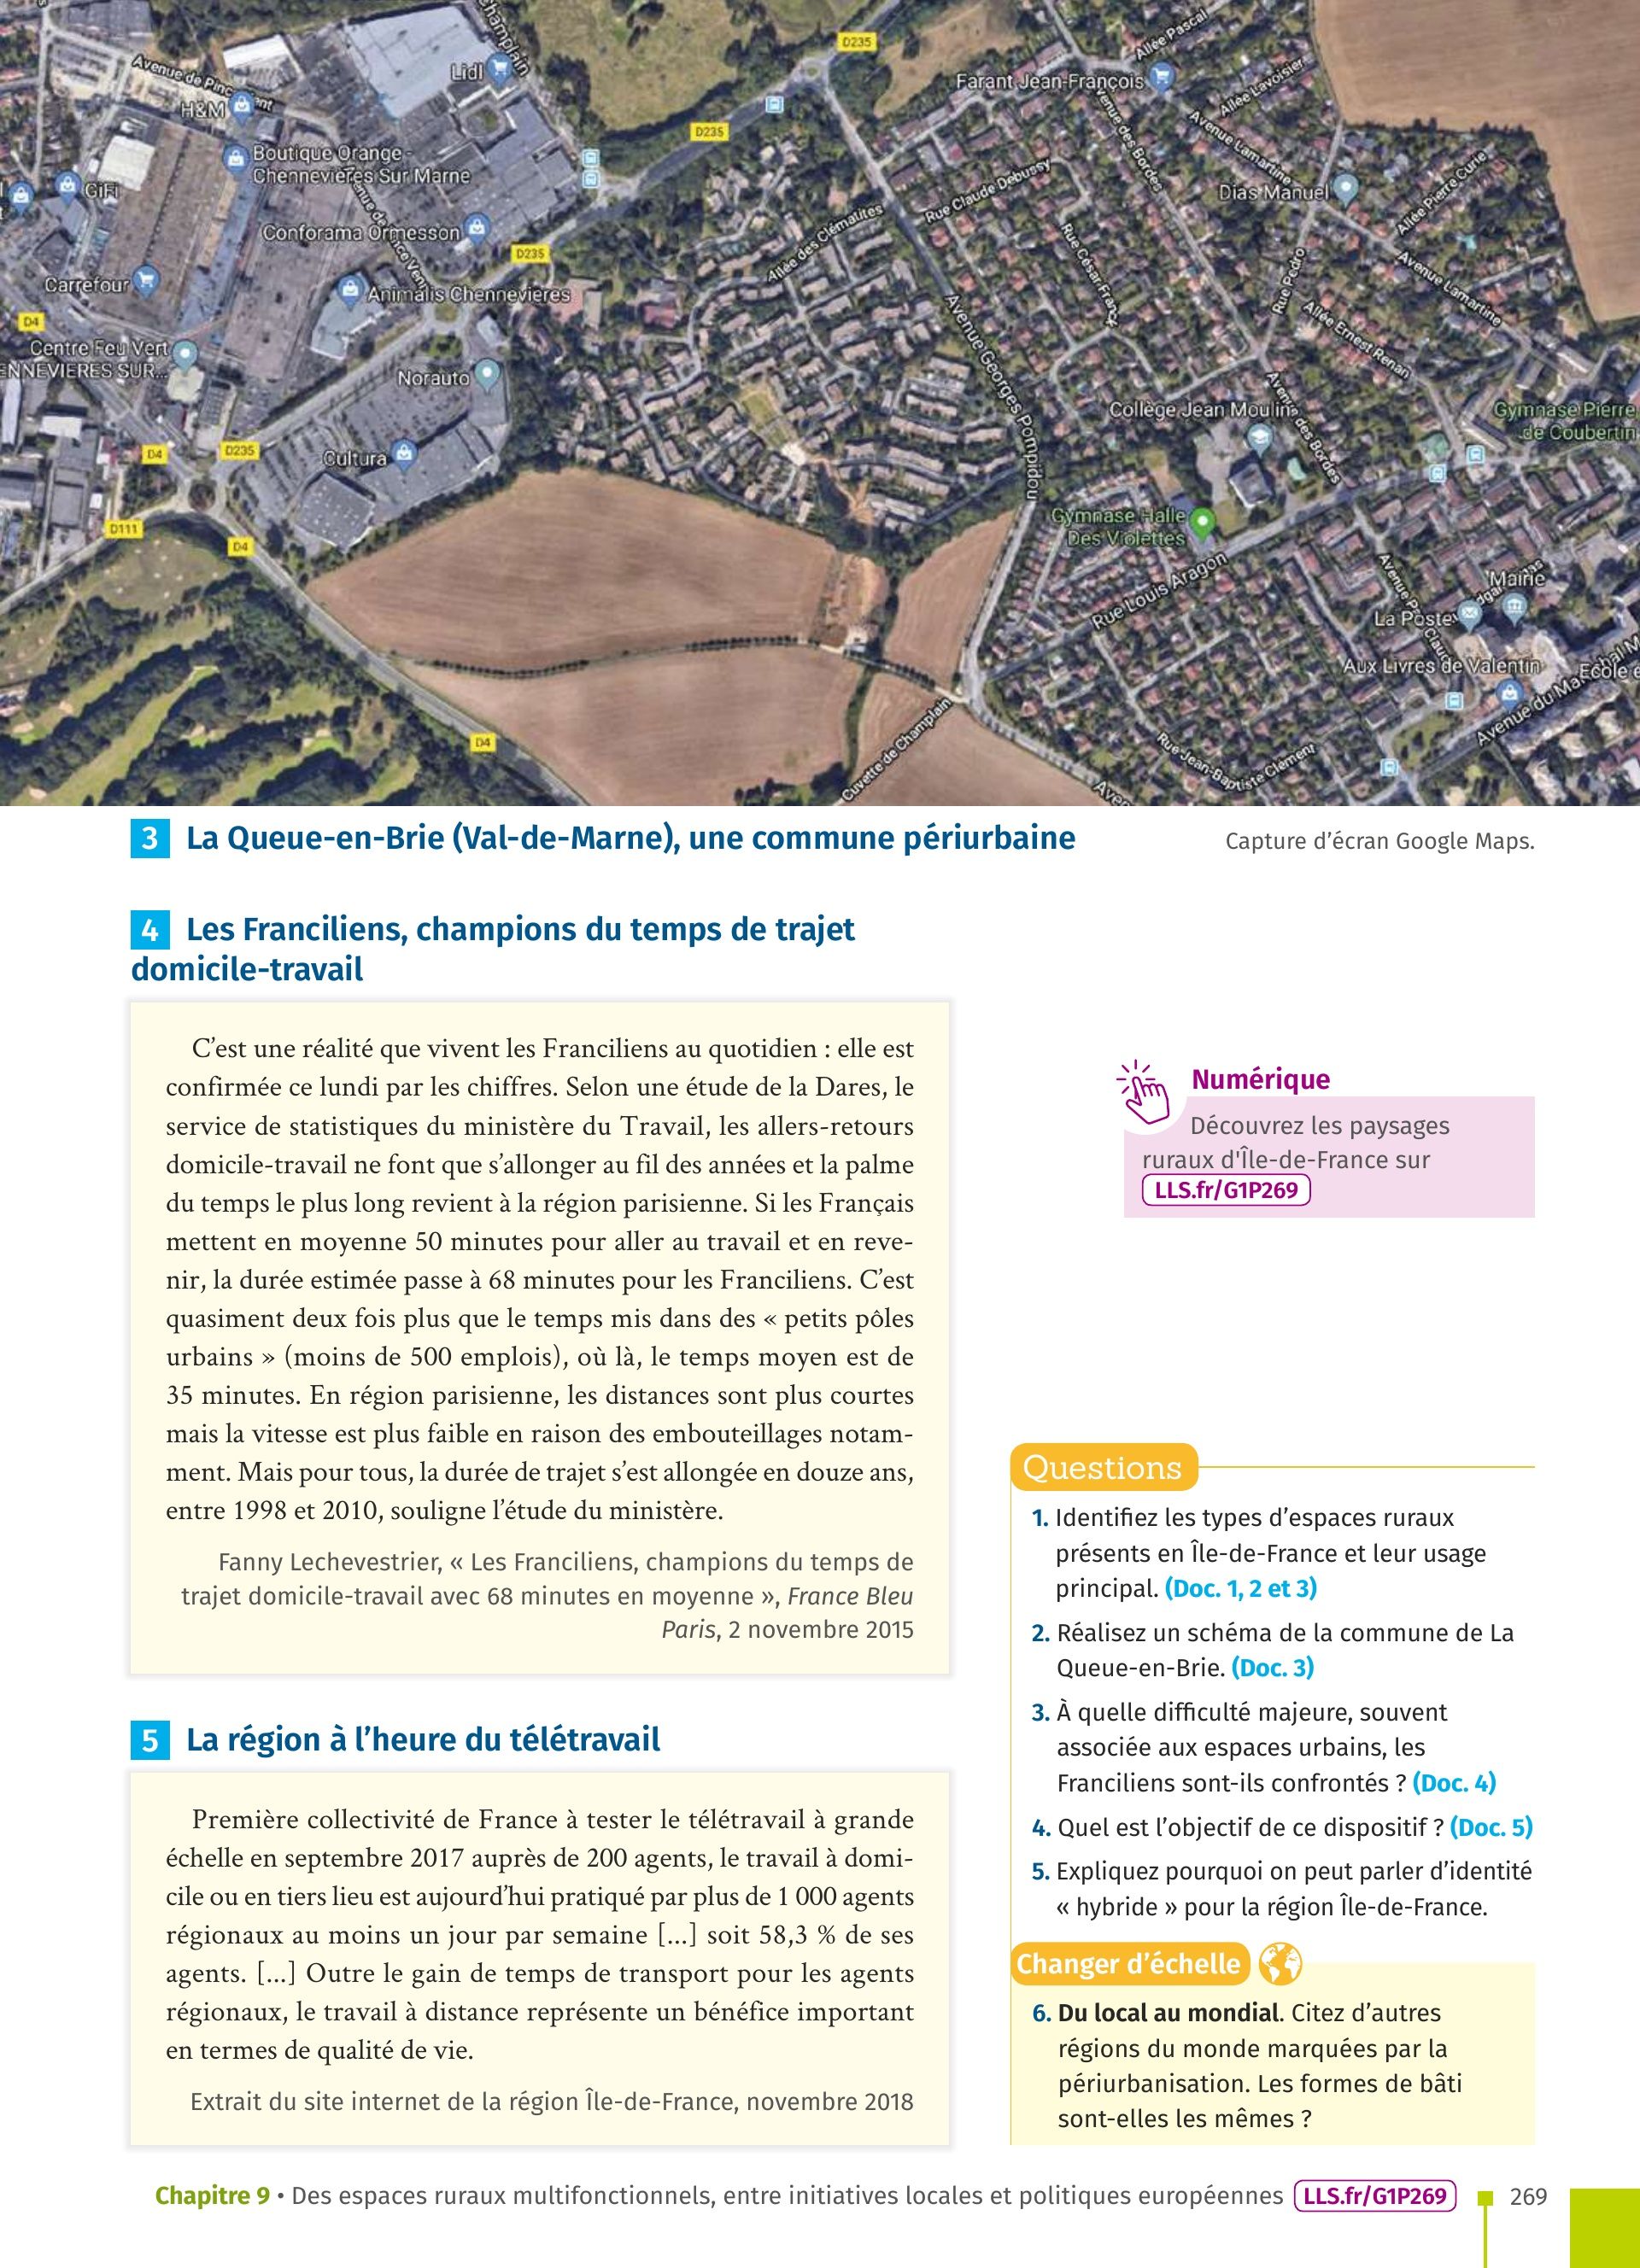 Champlain
Allée Pascal
D235
Avenue de Pinc
ent
Lidl
Farant Jean-François
Allée Lavoisier
H&M
D235
Avenue des Bordes
Avenue Lamartine
Boutique Orange -
Chennevières Sur Marne
Rue Claude Debussy
Allée Pierre Curie
GiFi
Dias Manuel
Allée des Clématites
Conforama Ormesson
D235
Rue César Franck
Rue Pedro
Avenue Lamartine
Carrefour
Animalis Chennevières
D4
Avenue Georges Pompidou
Allée Ernest Renan
Centre Feu Vert
ENNEVIERES SUR...
Norauto
Avenue des Bordes
Collège Jean Moulin
Gymnase Pierre
de Coubertin
D4
D235
Cultura
D111
D4
Gymnase Halle
Des Violettes
Rue Louis Aragon
Mairie
La Poste
Aux Livres de Valentin
École e
Avenue du Ma
D4
Cuvette de Champlain
Rue Jean-Baptiste Clément
Aven
3 La Queue-en-Brie (Val-de-Marne), une commune périurbaine
Capture d’écran Google Maps.
4 Les Franciliens, champions du temps de trajet
domicile-travail
C’est une réalité que vivent les Franciliens au quotidien : elle est
confirmée ce lundi par les chiffres. Selon une étude de la Dares, le
service de statistiques du ministère du Travail, les allers-retours
domicile-travail ne font que s’allonger au fil des années et la palme
du temps le plus long revient à la région parisienne. Si les Français
mettent en moyenne 50 minutes pour aller au travail et en reve-
nir, la durée estimée passe à 68 minutes pour les Franciliens. C’est
quasiment deux fois plus que le temps mis dans des « petits pôles
urbains » (moins de 500 emplois), où là, le temps moyen est de
35 minutes. En région parisienne, les distances sont plus courtes
mais la vitesse est plus faible en raison des embouteillages notam-
ment. Mais pour tous, la durée de trajet s’est allongée en douze ans,
entre 1998 et 2010, souligne l’étude du ministère.
Fanny Lechevestrier, « Les Franciliens, champions du temps de
trajet domicile-travail avec 68 minutes en moyenne », France Bleu
Paris, 2 novembre 2015
5 La région à l’heure du télétravail
Première collectivité de France à tester le télétravail à grande
échelle en septembre 2017 auprès de 200 agents, le travail à domi-
cile ou en tiers lieu est aujourd’hui pratiqué par plus de 1 000 agents
régionaux au moins un jour par semaine [...] soit 58,3 % de ses
agents. [...] Outre le gain de temps de transport pour les agents
régionaux, le travail à distance représente un bénéfice important
en termes de qualité de vie.
Extrait du site internet de la région Île-de-France, novembre 2018
Numérique
Découvrez les paysages
ruraux d'Île-de-France sur
LLS.fr/G1P269
Questions
1. Identifiez les types d’espaces ruraux
présents en Île-de-France et leur usage
principal. (Doc. 1, 2 et 3)
2. Réalisez un schéma de la commune de La
Queue-en-Brie. (Doc. 3)
3. À quelle difficulté majeure, souvent
associée aux espaces urbains, les
Franciliens sont-ils confrontés ? (Doc. 4)
4. Quel est l’objectif de ce dispositif ? (Doc. 5)
5. Expliquez pourquoi on peut parler d’identité
« hybride » pour la région Île-de-France.
Changer d’échelle
6. Du local au mondial. Citez d’autres
régions du monde marquées par la
périurbanisation. Les formes de bâti
sont-elles les mêmes ?
Chapitre 9 • Des espaces ruraux multifonctionnels, entre initiatives locales et politiques européennes LLS.fr/G1P269 269